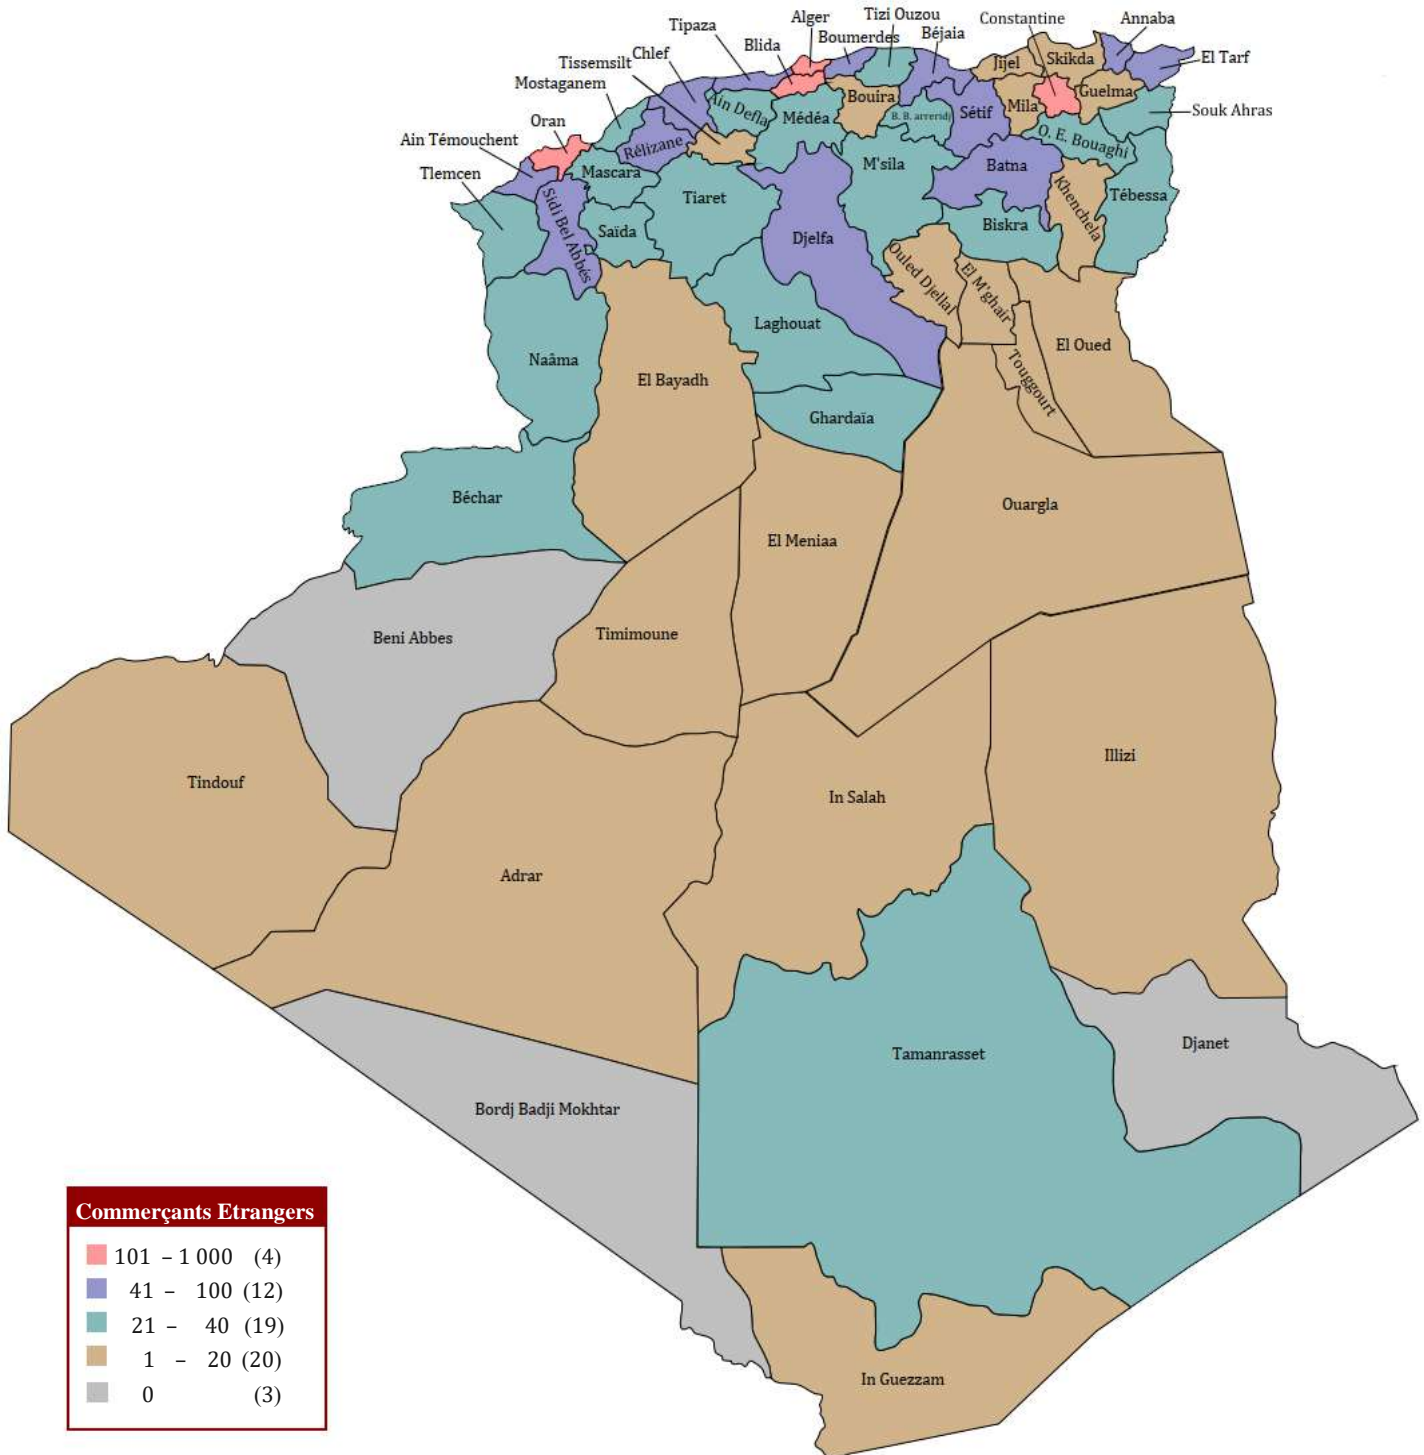 Alger
Tizi Ouzou
Constantine
Annaba
Tipaza
Blida
Boumerdes
Béjaia
El Tarf
Chlef
Tissemsilt
Mostaganem
Oran
Ain Témouchent
Tlemcen
Souk Ahras
Jijel
Skikda
Guelma
Mila
Bouira
Ain Defla
Médéa
B. B. arreridj
Sétif
O. E. Bouaghi
Rélizane
Mascara
M'sila
Batna
Khenchela
Tébessa
Sidi Bel Abbés
Tiaret
Saïda
Djelfa
Biskra
Ouled Djellal
El M'ghair
Laghouat
El Oued
Touggourt
Naâma
El Bayadh
Ghardaïa
Béchar
Ouargla
El Meniaa
Beni Abbes
Timimoune
Illizi
Tindouf
In Salah
Adrar
Djanet
Tamanrasset
Bordj Badji Mokhtar
In Guezzam
Commerçants Etrangers
101 – 1 000 (4)
41 – 100 (12)
21 – 40 (19)
1 – 20 (20)
0 (3)